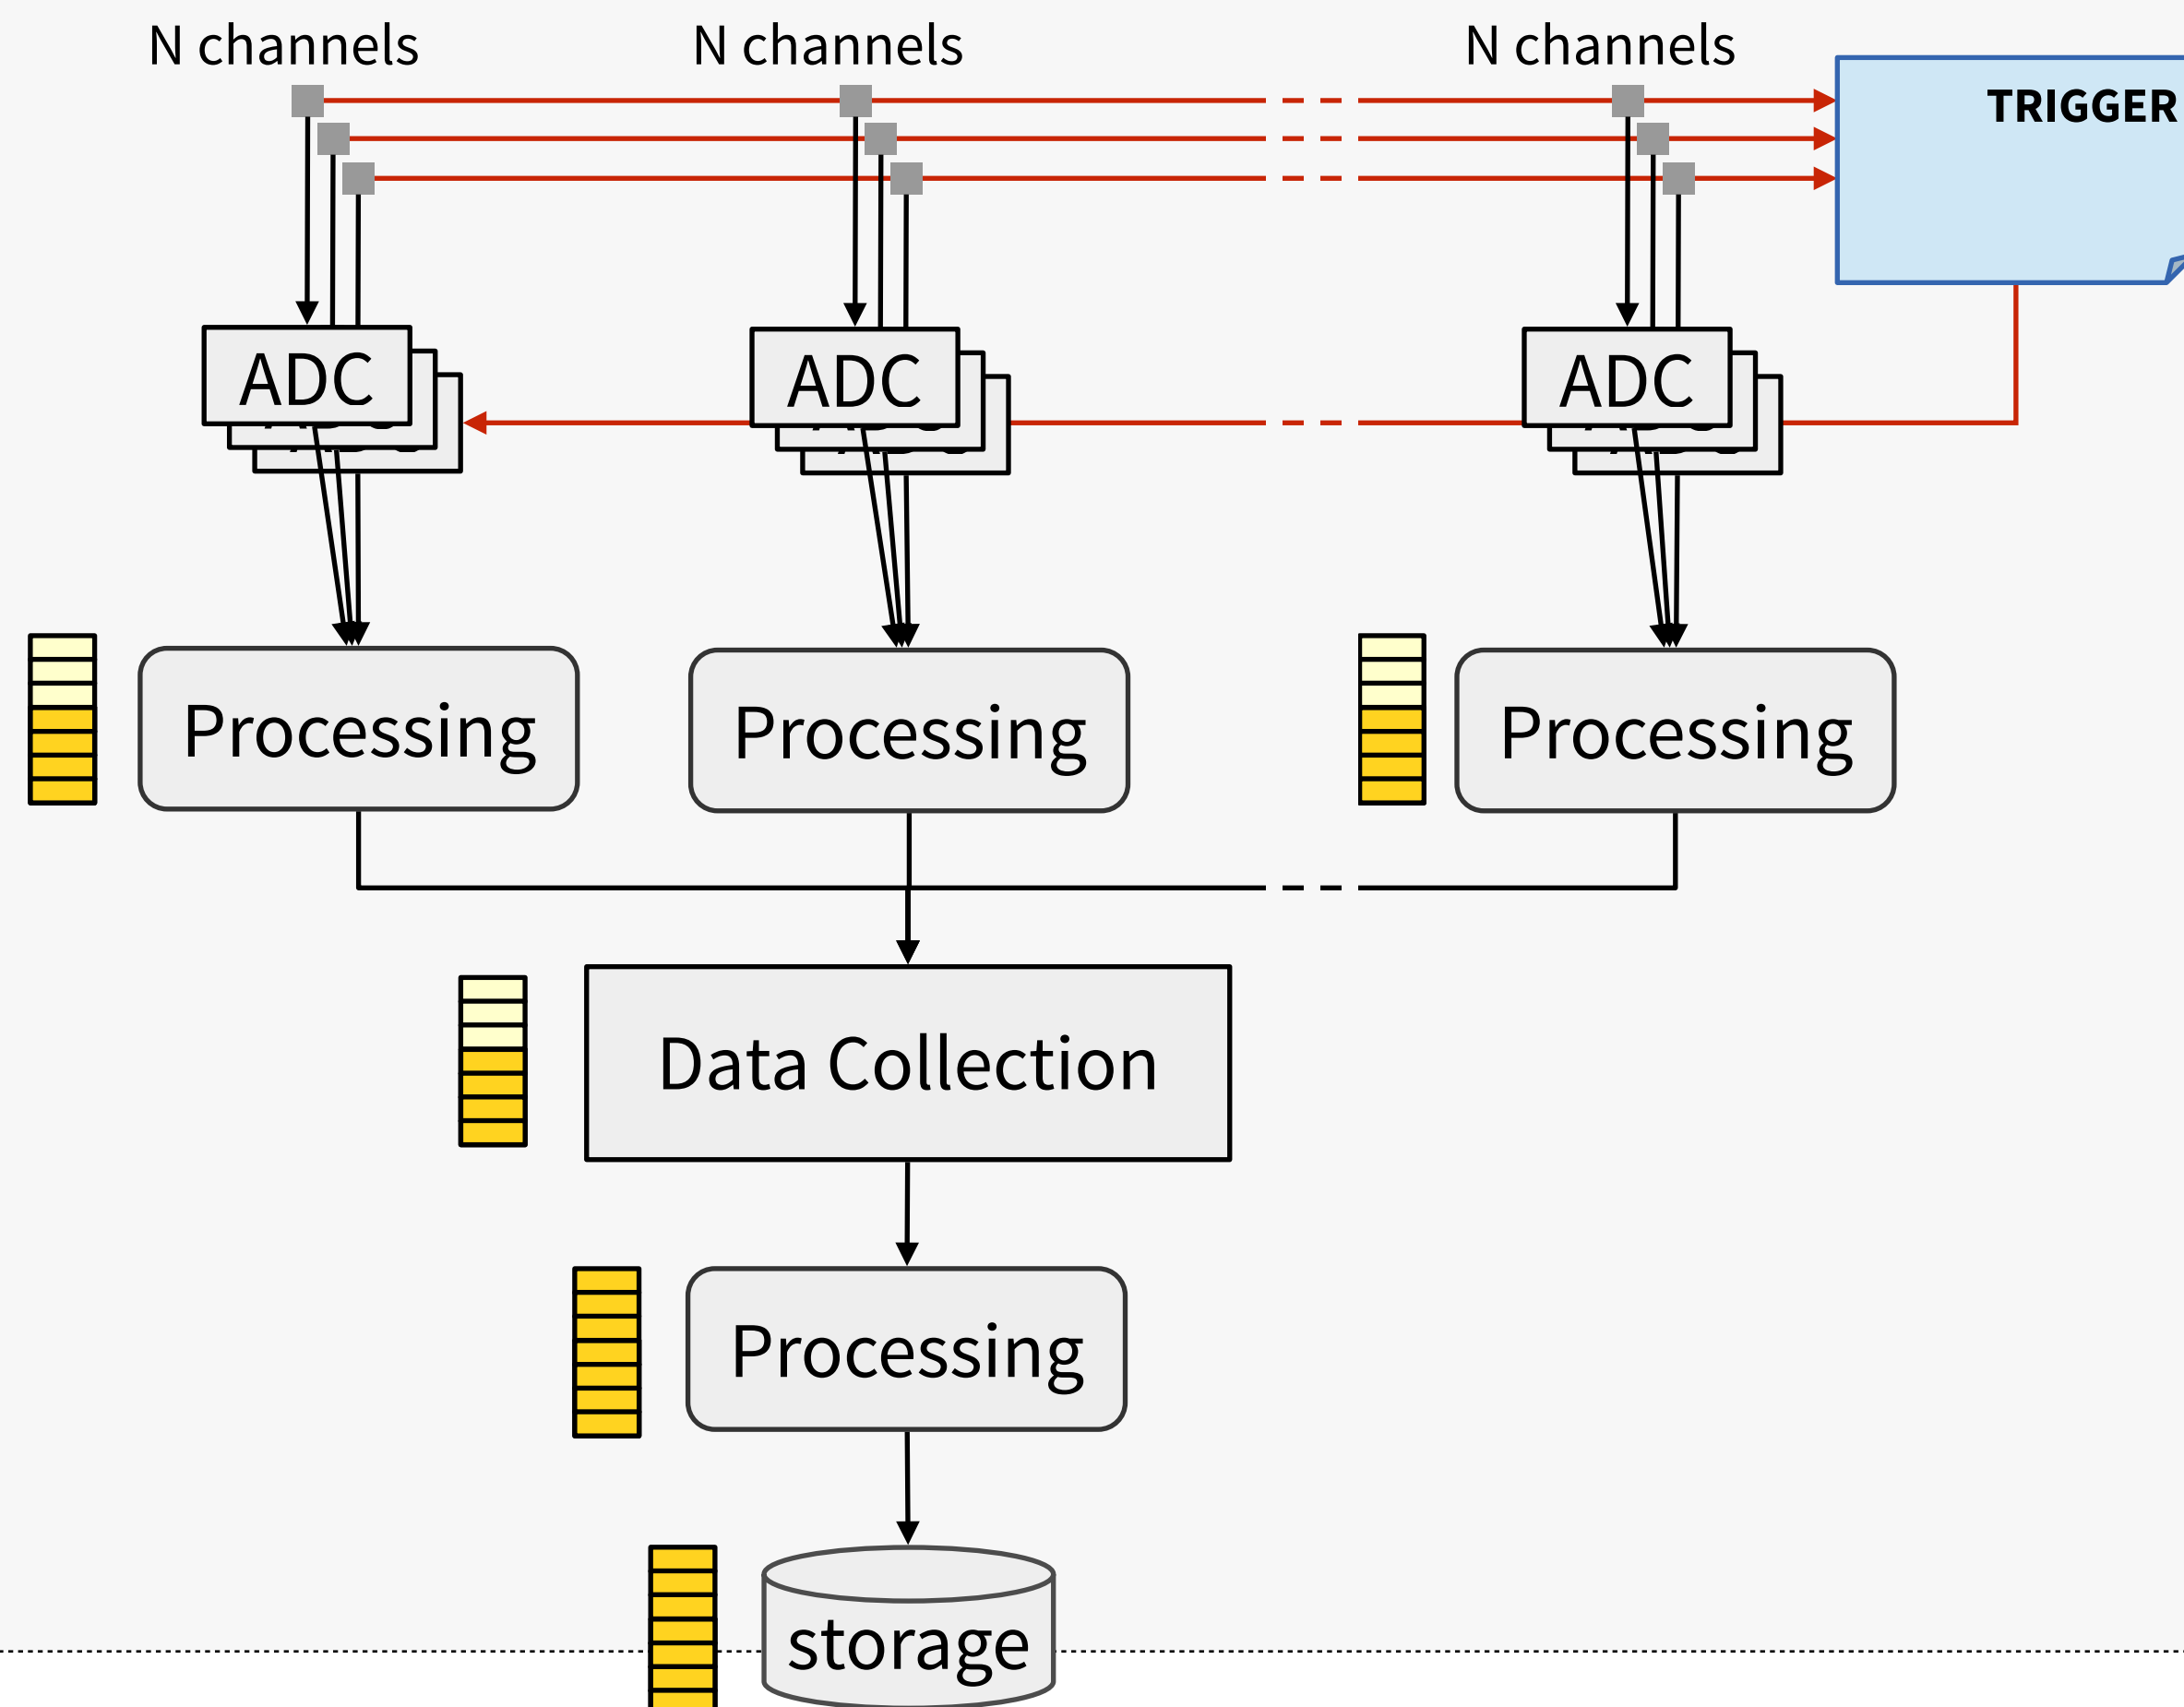 N channels
N channels
N channels
TRIGGER
ADC
ADC
ADC
Processing
Processing
Processing
Data Collection
Processing
storage